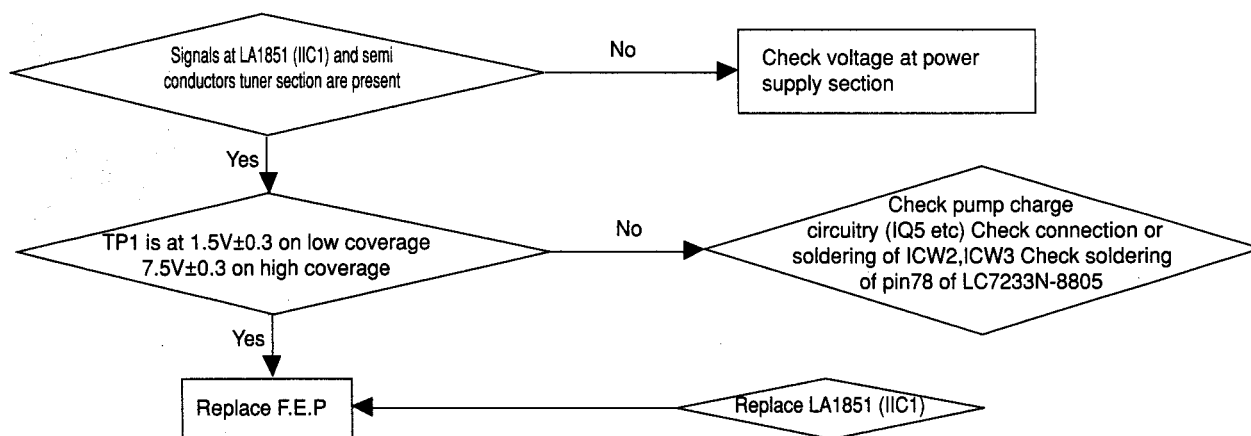 Signals at LA1851 (IIC1) and semi
conductors tuner section are present
No
Check voltage at power
supply section
Yes
TP1 is at 1.5V±0.3 on low coverage
7.5V±0.3 on high coverage
No
Check pump charge
circuitry (IQ5 etc) Check connection or
soldering of ICW2,ICW3 Check soldering
of pin78 of LC7233N-8805
Yes
Replace F.E.P
Replace LA1851 (IIC1)